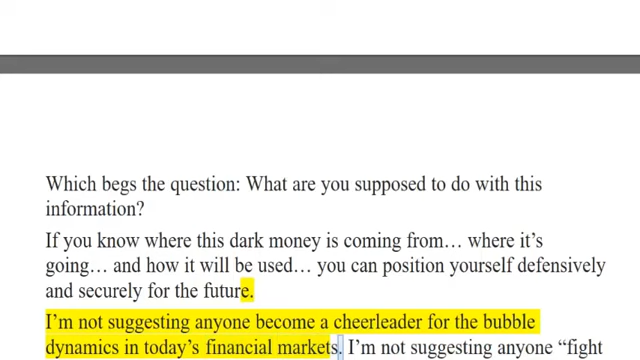 Which begs the question: What are you supposed to do with this
information?
If you know where this dark money is coming from… where it’s
going… and how it will be used… you can position yourself defensively
and securely for the future.
I’m not suggesting anyone become a cheerleader for the bubble
dynamics in today’s financial markets. I’m not suggesting anyone “fight